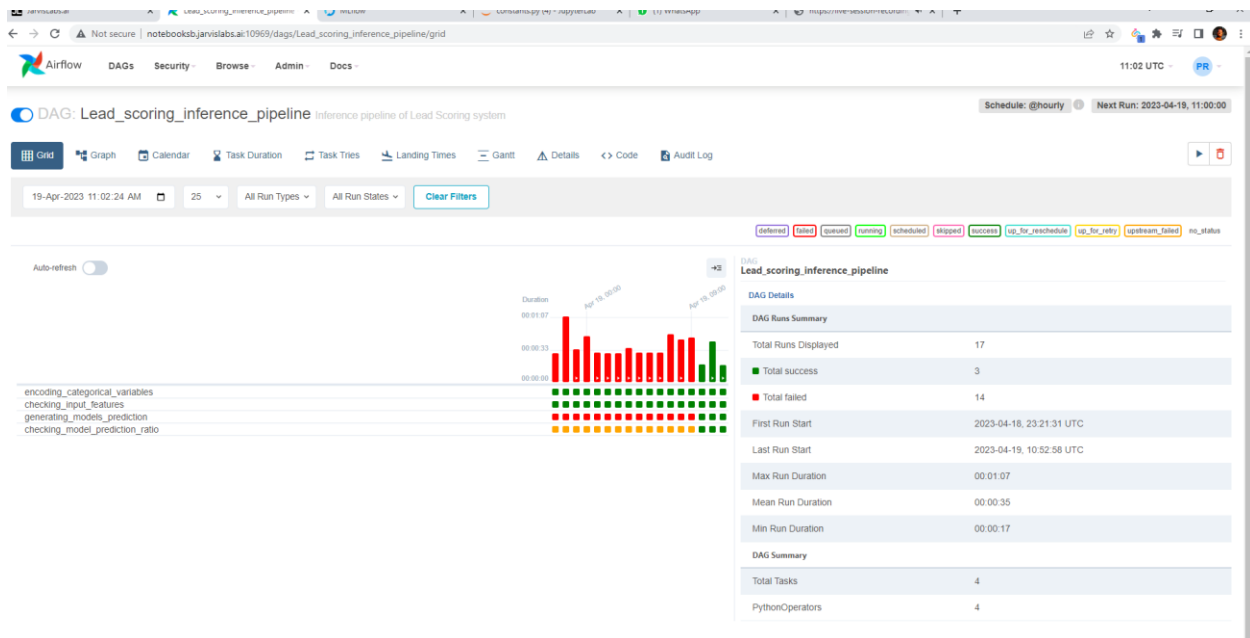 Lead_scoring_inference_pipeline
MLflow
constants.py (4) - JupyterLab
(1) WhatsApp
Not secure | notebooksb.jarvislabs.ai:10969/dags/Lead_scoring_inference_pipeline/grid
Airflow DAGs Security Browse Admin Docs 11:02 UTC PR
DAG: Lead_scoring_inference_pipeline Inference pipeline of Lead Scoring system
Schedule: @hourly Next Run: 2023-04-19, 11:00:00
Grid Graph Calendar Task Duration Task Tries Landing Times Gantt Details <> Code Audit Log
19-Apr-2023 11:02:24 AM 25 All Run Types All Run States Clear Filters
deferred failed queued running scheduled skipped success up_for_reschedule up_for_retry upstream_failed no_status
Auto-refresh
Duration
Apr 19, 00:00
Apr 19, 09:00
00:01:07
00:00:33
00:00:00
encoding_categorical_variables
checking_input_features
generating_models_prediction
checking_model_prediction_ratio
DAG
Lead_scoring_inference_pipeline
DAG Details
DAG Runs Summary
Total Runs Displayed 17
Total success 3
Total failed 14
First Run Start 2023-04-18, 23:21:31 UTC
Last Run Start 2023-04-19, 10:52:58 UTC
Max Run Duration 00:01:07
Mean Run Duration 00:00:35
Min Run Duration 00:00:17
DAG Summary
Total Tasks 4
PythonOperators 4